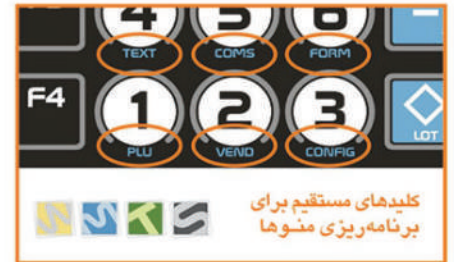 4 5 6
TEXT COMS FORM
F4 1 2 3
PLU VEND CONFIG LOT
کلیدهای مستقیم برای
برنامه‌ریزی منوها